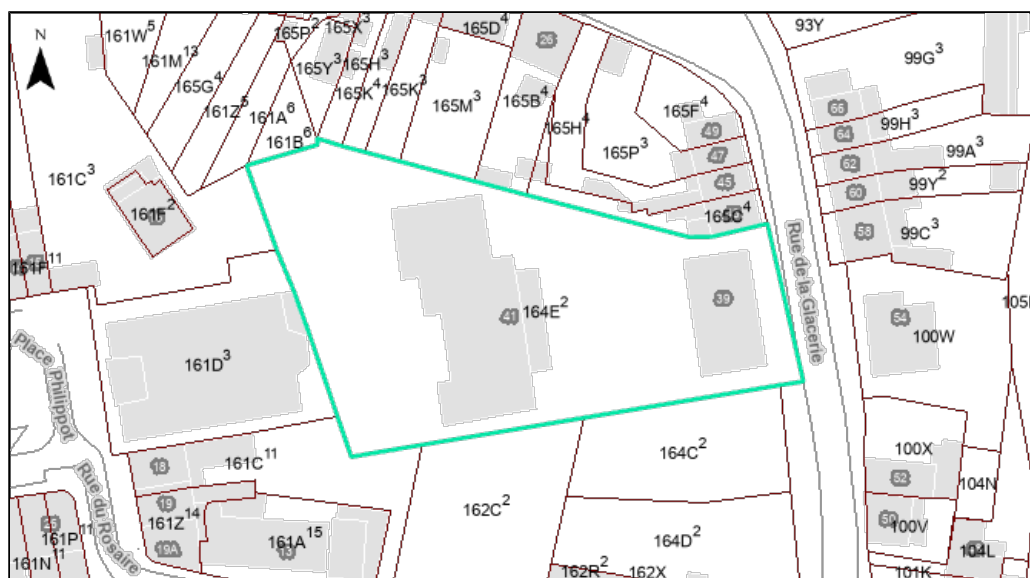 161W⁵
165P²
165X³
165D⁴
93Y
N
161M¹³
165Y³
165H³
26
99G³
165G⁴
165K⁴
165K³
161Z⁵
165M³
165B⁴
165F⁴
66
161A⁶
165H⁴
49
64
99H³
161B⁶
165P³
47
62
99A³
161C³
45
60
99Y²
161F²
165C⁴
58
99C³
161F¹¹
Rue de la Glacerie
39
164E²
41
54
100W
Place Philippot
161D³
100X
164C²
18
161C¹¹
52
104N
Rue du Rosaire
19
162C²
50
100V
25
161P¹¹
161Z¹⁴
161A¹⁵
164D²
19A
13
104L
161N¹¹
162R²
162X
101K